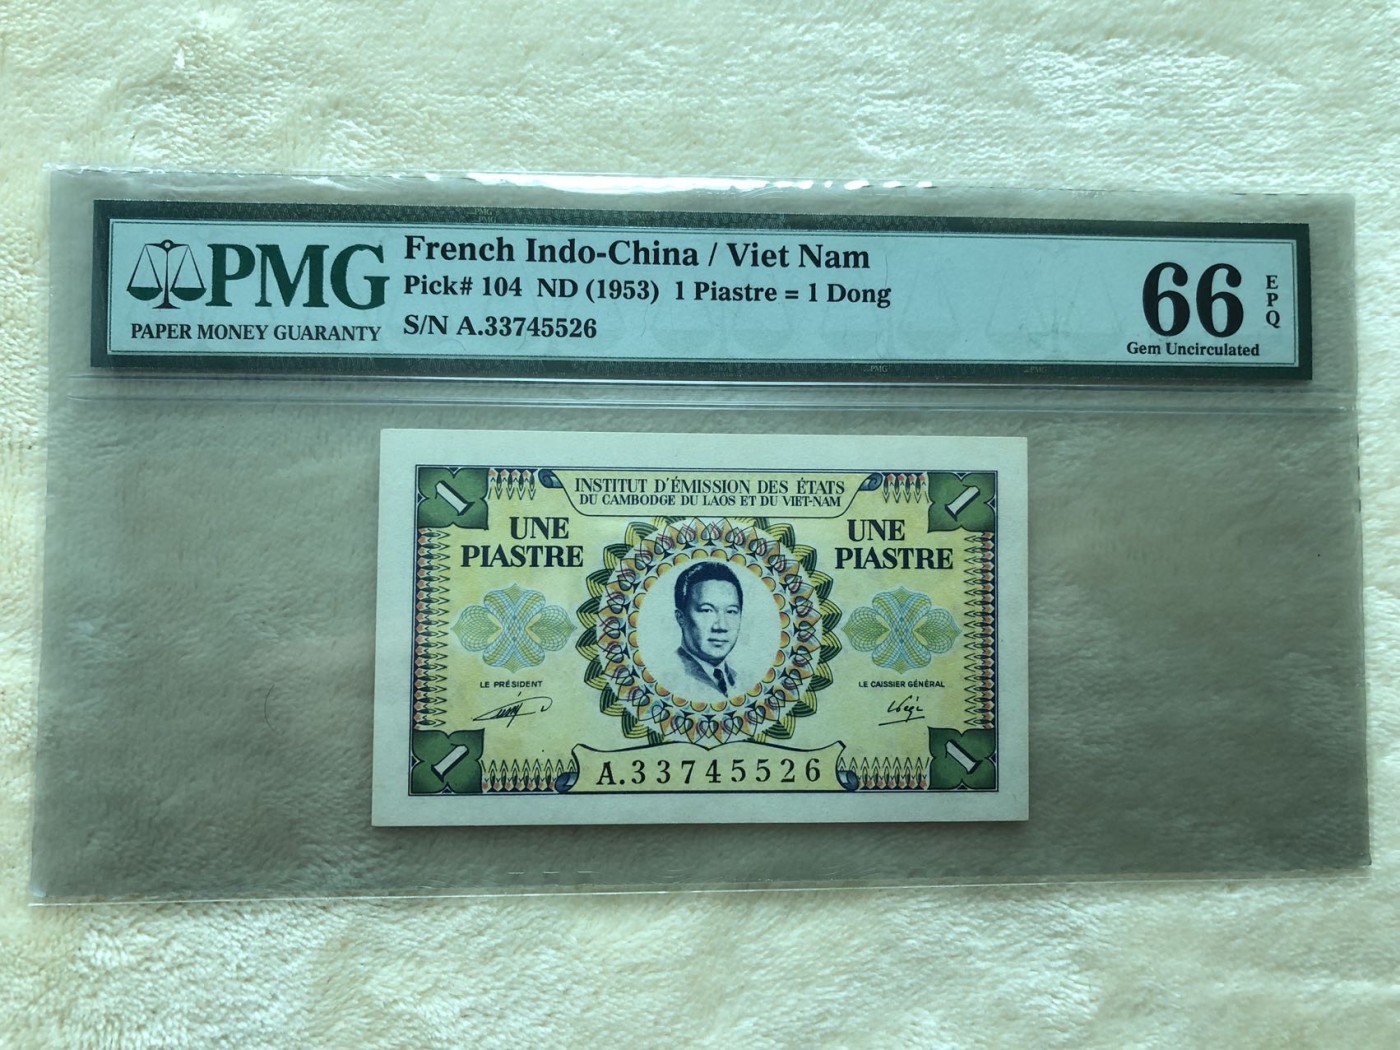 PMG
PAPER MONEY GUARANTY
French Indo-China / Viet Nam
Pick# 104 ND (1953) 1 Piastre = 1 Dong
S/N A.33745526
66
EPQ
Gem Uncirculated
1
1
INSTITUT D'ÉMISSION DES ÉTATS
DU CAMBODGE DU LAOS ET DU VIET-NAM
UNE
PIASTRE
UNE
PIASTRE
LE PRÉSIDENT
LE CAISSIER GÉNÉRAL
1
1
A.33745526